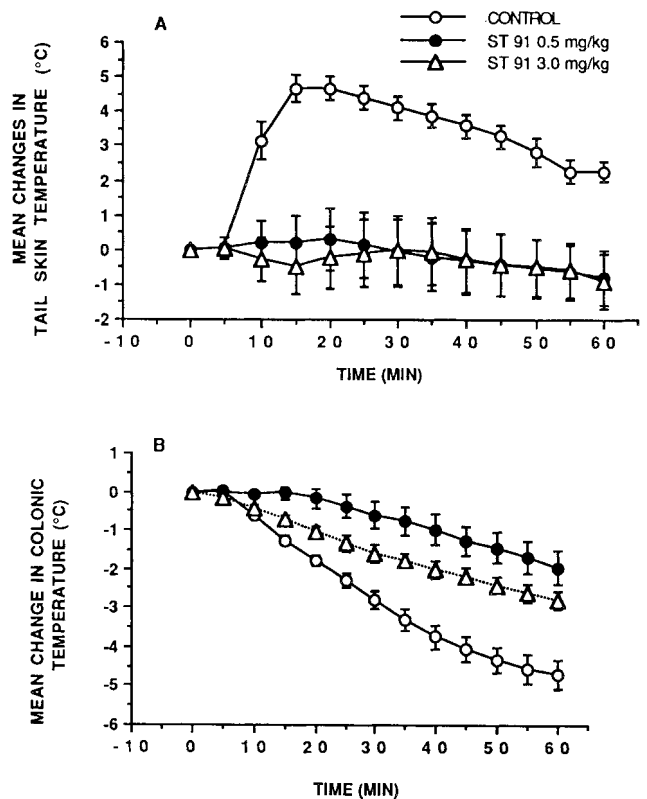 A
CONTROL
ST 91 0.5 mg/kg
ST 91 3.0 mg/kg
MEAN CHANGES IN
TAIL SKIN TEMPERATURE (°C)
6
5
4
3
2
1
0
-1
-2
-10 0 10 20 30 40 50 60
TIME (MIN)
B
MEAN CHANGE IN COLONIC
TEMPERATURE (°C)
1
0
-1
-2
-3
-4
-5
-6
-10 0 10 20 30 40 50 60
TIME (MIN)